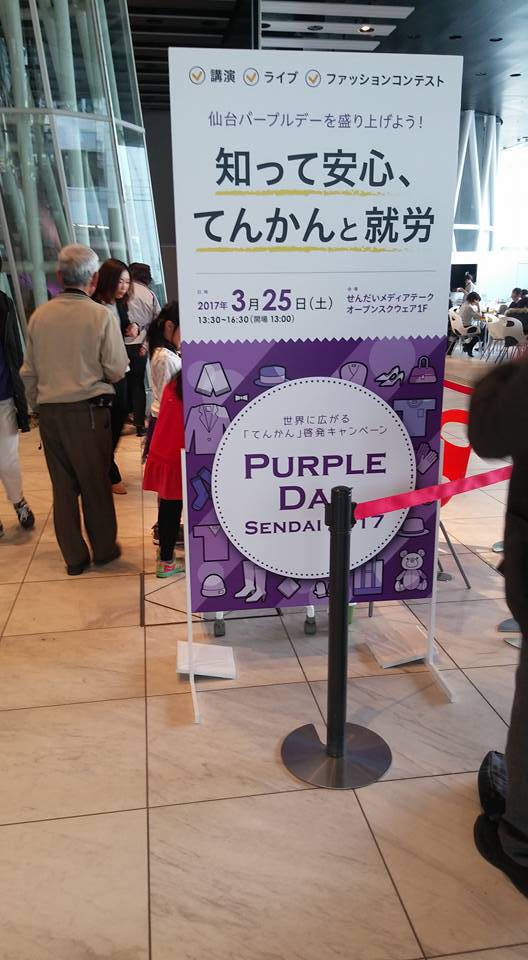 講演 ライブ ファッションコンテスト
仙台パープルデーを盛り上げよう!
知って安心、
てんかんと就労
日時 2017年3月25日(土)
13:30~16:30(開場 13:00)
会場 せんだいメディアテーク
オープンスクウェア1F
世界に広がる
「てんかん」啓発キャンペーン
PURPLE
DA
SENDAI 17